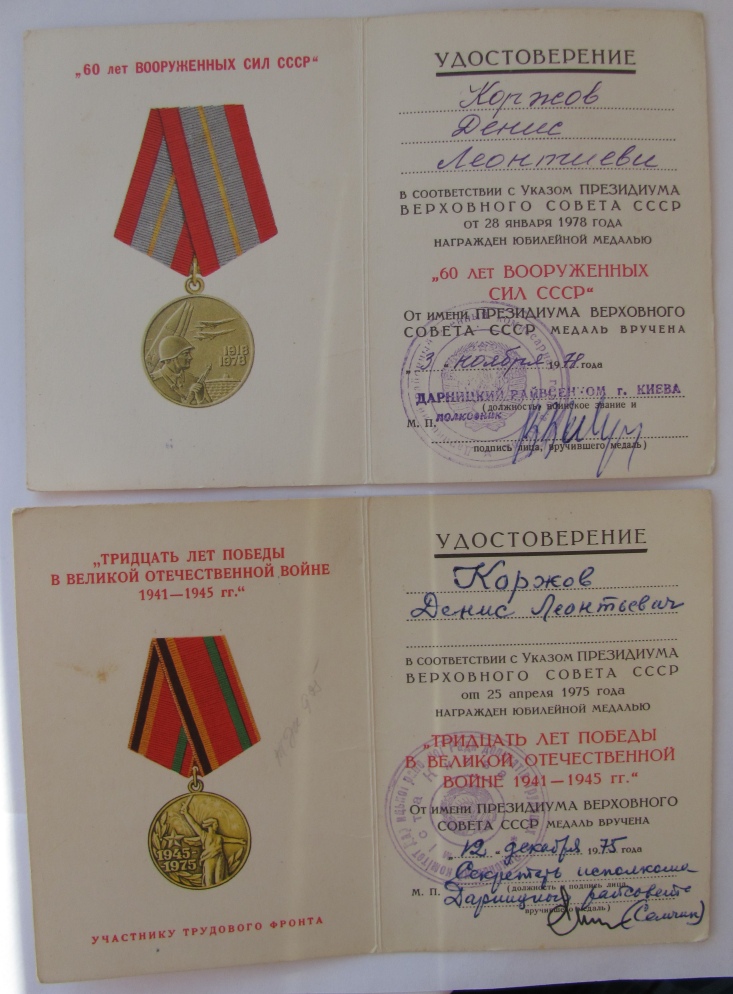 „60 лет ВООРУЖЕННЫХ СИЛ СССР“
1918
1978
УДОСТОВЕРЕНИЕ
Коржов
Денис
Леонтиеви
В СООТВЕТСТВИИ С УКАЗОМ ПРЕЗИДИУМА
ВЕРХОВНОГО СОВЕТА СССР
ОТ 28 ЯНВАРЯ 1978 ГОДА
НАГРАЖДЕН ЮБИЛЕЙНОЙ МЕДАЛЬЮ
„60 ЛЕТ ВООРУЖЕННЫХ
СИЛ СССР“
ОТ ИМЕНИ ПРЕЗИДИУМА ВЕРХОВНОГО
СОВЕТА СССР МЕДАЛЬ ВРУЧЕНА
„3“ ноября 1978 года
ДАРНИЦКИЙ РАЙВОЕНКОМ г. КИЕВА
(должность, воинское звание и
М. П. полковник
подпись лица, вручившего медаль)
„ТРИДЦАТЬ ЛЕТ ПОБЕДЫ
В ВЕЛИКОЙ ОТЕЧЕСТВЕННОЙ ВОЙНЕ
1941—1945 гг.“
1945
1975
УЧАСТНИКУ ТРУДОВОГО ФРОНТА
УДОСТОВЕРЕНИЕ
Коржов
Денис Леонтьевич
В СООТВЕТСТВИИ С УКАЗОМ ПРЕЗИДИУМА
ВЕРХОВНОГО СОВЕТА СССР
от 25 апреля 1975 года
НАГРАЖДЕН ЮБИЛЕЙНОЙ МЕДАЛЬЮ
„ТРИДЦАТЬ ЛЕТ ПОБЕДЫ
В ВЕЛИКОЙ ОТЕЧЕСТВЕННОЙ
ВОЙНЕ 1941—1945 гг.“
ОТ ИМЕНИ ПРЕЗИДИУМА ВЕРХОВНОГО
СОВЕТА СССР МЕДАЛЬ ВРУЧЕНА
„12“ декабря 1975 года
Секретарь исполкома
М. П. (должность и подпись лица,
Дарницкого райсовета
вручившего медаль)